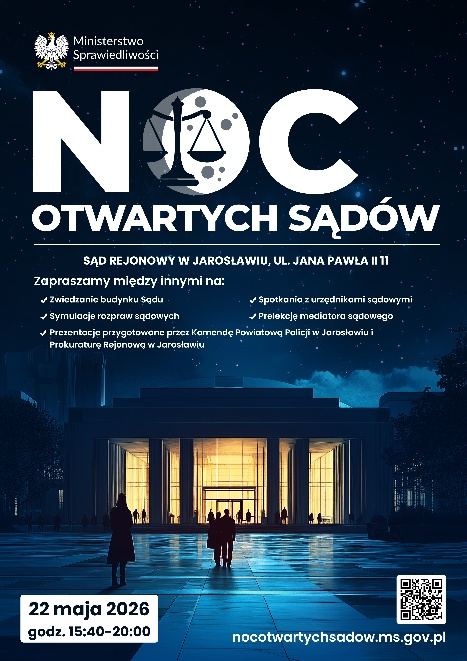 Ministerstwo
Sprawiedliwości
NOC
OTWARTYCH SĄDÓW
SĄD REJONOWY W JAROSŁAWIU, UL. JANA PAWŁA II 11
Zapraszamy między innymi na:
✓ Zwiedzanie budynku Sądu
✓ Spotkania z urzędnikami sądowymi
✓ Symulacje rozpraw sądowych
✓ Prelekcję mediatora sądowego
✓ Prezentacje przygotowane przez Komendę Powiatową Policji w Jarosławiu i
Prokuraturę Rejonową w Jarosławiu
22 maja 2026
godz. 15:40-20:00
nocotwartychsadow.ms.gov.pl